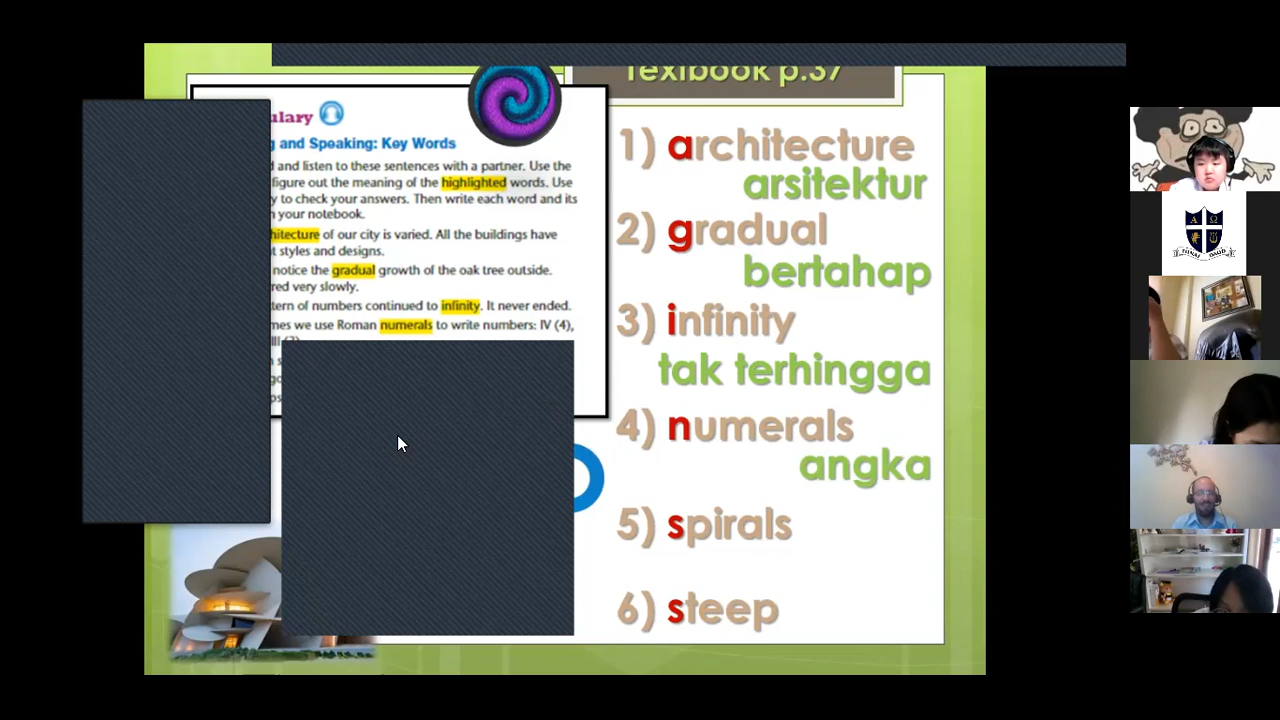 Textbook p.37
ulary
g and Speaking: Key Words
d and listen to these sentences with a partner. Use the
figure out the meaning of the highlighted words. Use
y to check your answers. Then write each word and its
n your notebook.
hitecture of our city is varied. All the buildings have
t styles and designs.
notice the gradual growth of the oak tree outside.
red very slowly.
tern of numbers continued to infinity. It never ended.
mes we use Roman numerals to write numbers: IV (4),
1) architecture
arsitektur
2) gradual
bertahap
3) infinity
tak terhingga
4) numerals
angka
5) spirals
6) steep
TUNAS DAUD